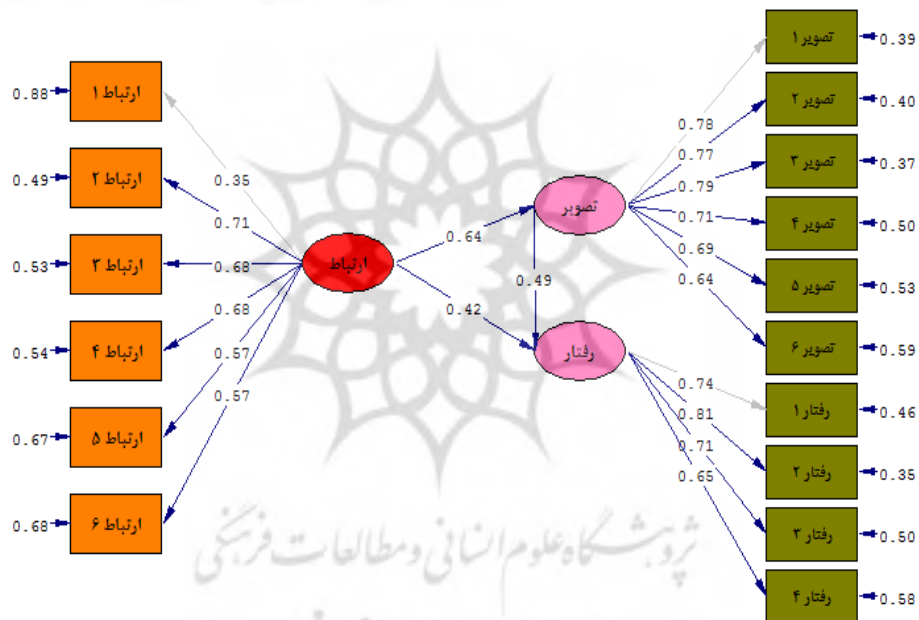 0.88 ارتباط ۱
0.49 ارتباط ۲
0.53 ارتباط ۳
0.54 ارتباط ۴
0.67 ارتباط ۵
0.68 ارتباط ۶
0.35
0.71
0.68
0.68
0.57
0.57
ارتباط
0.64
0.42
تصویر
0.49
رفتار
0.78
0.77
0.79
0.71
0.69
0.64
0.74
0.81
0.71
0.65
تصویر ۱ 0.39
تصویر ۲ 0.40
تصویر ۳ 0.37
تصویر ۴ 0.50
تصویر ۵ 0.53
تصویر ۶ 0.59
رفتار ۱ 0.46
رفتار ۲ 0.35
رفتار ۳ 0.50
رفتار ۴ 0.58
پژوهشگاه علوم انسانی و مطالعات فرهنگی